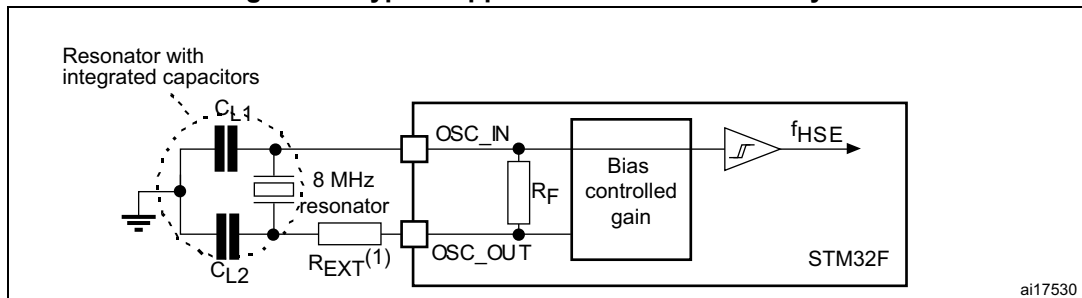 Resonator with
integrated capacitors
CL1
OSC_IN
fHSE
8 MHz
resonator
RF
Bias
controlled
gain
REXT(1)
OSC_OUT
STM32F
CL2
ai17530